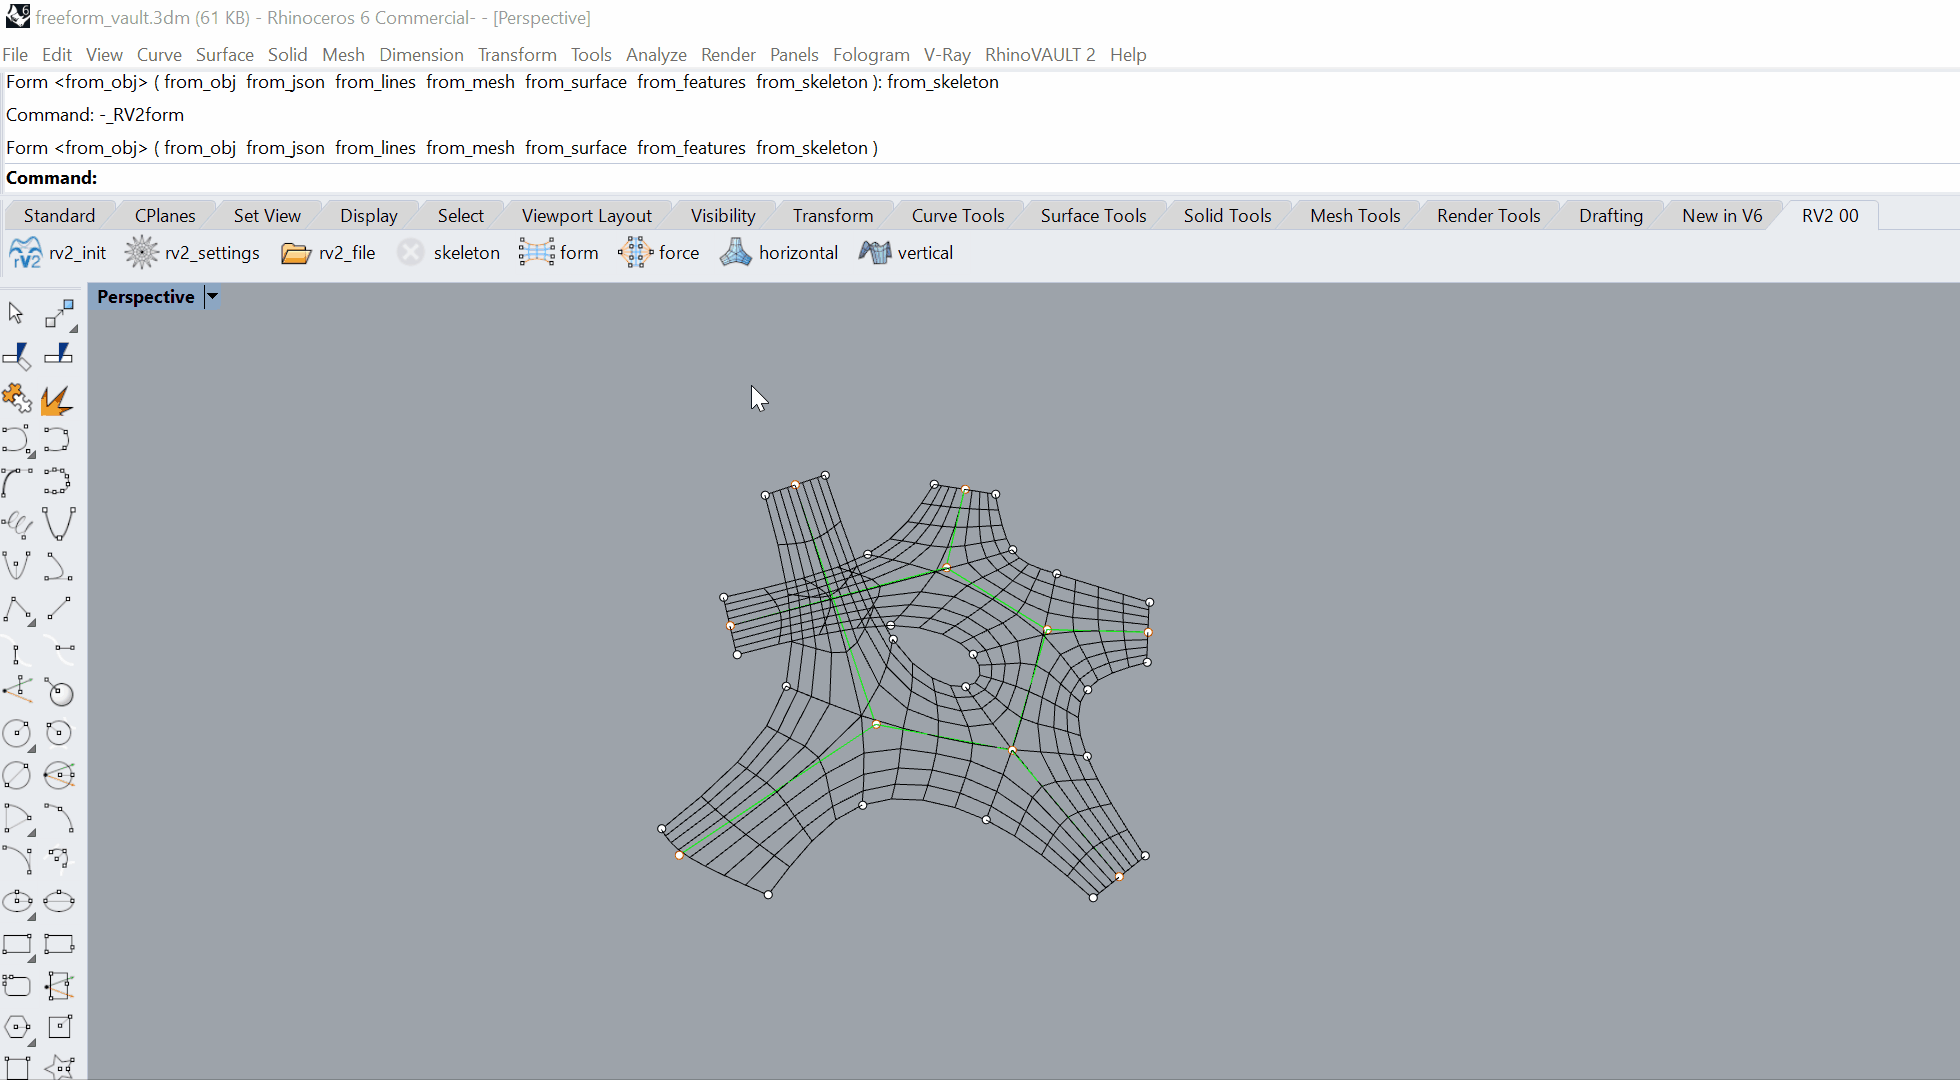 freeform_vault.3dm (61 KB) - Rhinoceros 6 Commercial- - [Perspective]
File Edit View Curve Surface Solid Mesh Dimension Transform Tools Analyze Render Panels Fologram V-Ray RhinoVAULT 2 Help
Form <from_obj> ( from_obj from_json from_lines from_mesh from_surface from_features from_skeleton ): from_skeleton
Command: -_RV2form
Form <from_obj> ( from_obj from_json from_lines from_mesh from_surface from_features from_skeleton )
Command:
Standard CPlanes Set View Display Select Viewport Layout Visibility Transform Curve Tools Surface Tools Solid Tools Mesh Tools Render Tools Drafting New in V6 RV2 00
rV2 rv2_init rv2_settings rv2_file skeleton form force horizontal vertical
Perspective